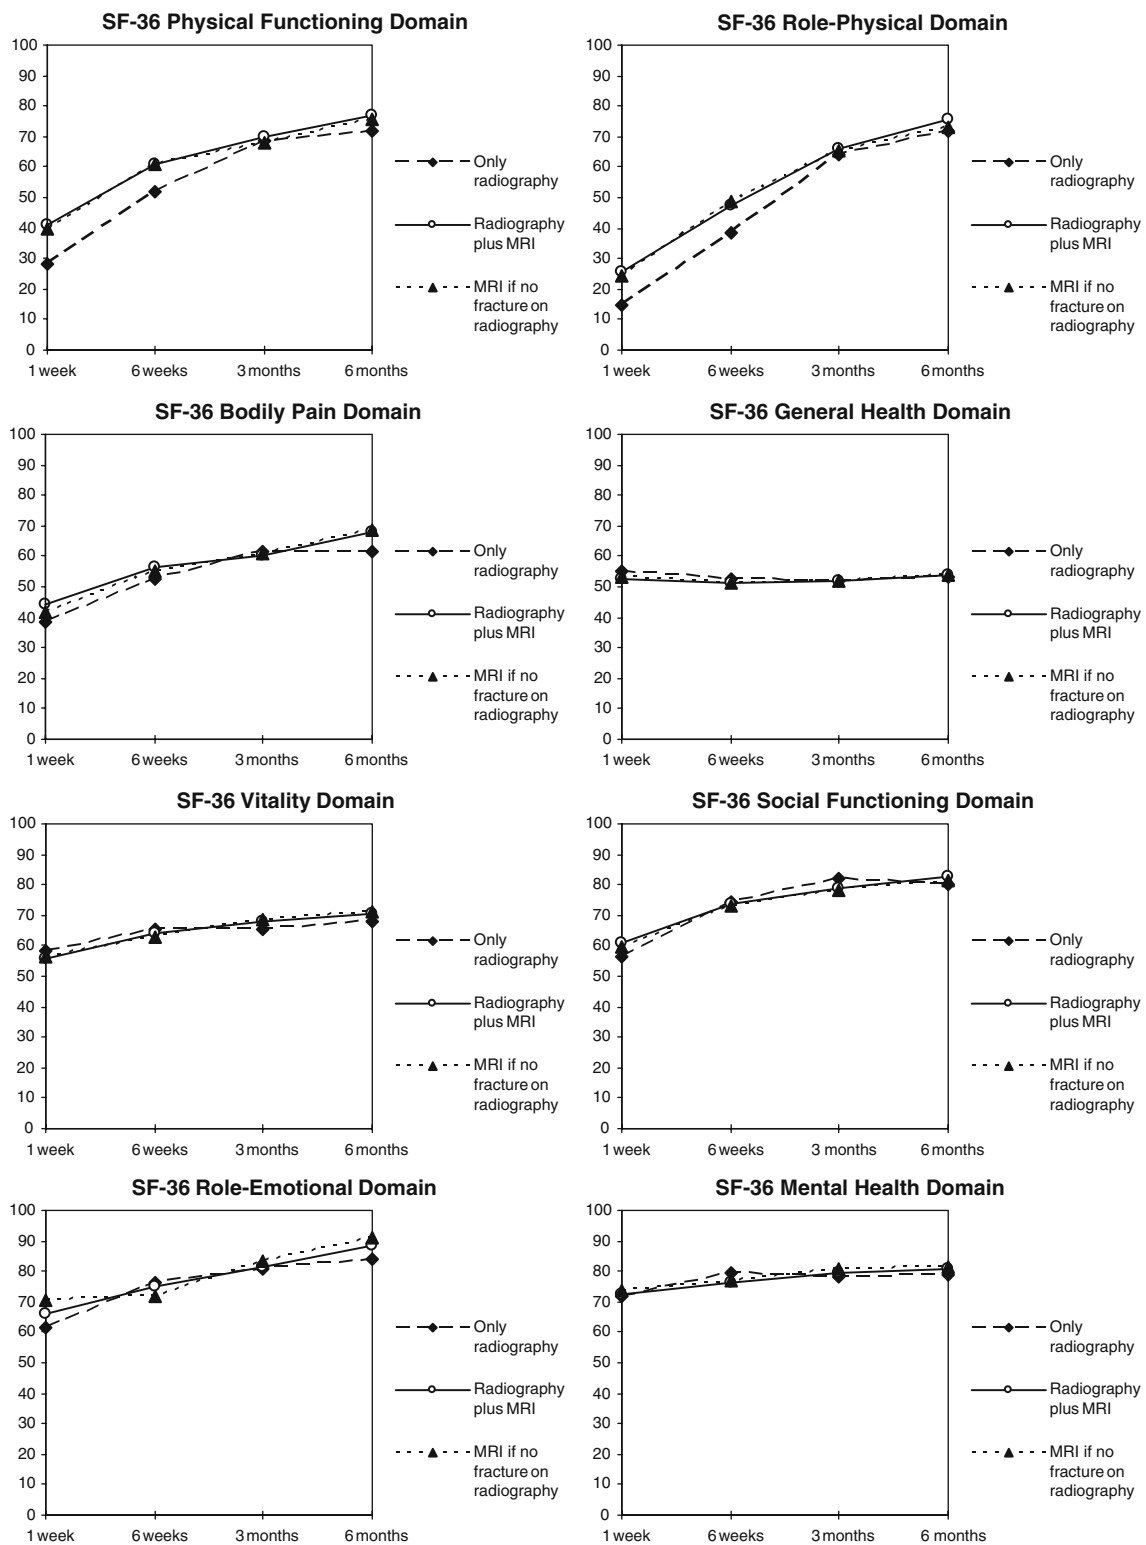 SF-36 Physical Functioning Domain
100
90
80
70
60
50
40
30
20
10
0
1 week 6 weeks 3 months 6 months
Only
radiography
Radiography
plus MRI
MRI if no
fracture on
radiography
SF-36 Role-Physical Domain
100
90
80
70
60
50
40
30
20
10
0
1 week 6 weeks 3 months 6 months
Only
radiography
Radiography
plus MRI
MRI if no
fracture on
radiography
SF-36 Bodily Pain Domain
100
90
80
70
60
50
40
30
20
10
0
1 week 6 weeks 3 months 6 months
Only
radiography
Radiography
plus MRI
MRI if no
fracture on
radiography
SF-36 General Health Domain
100
90
80
70
60
50
40
30
20
10
0
1 week 6 weeks 3 months 6 months
Only
radiography
Radiography
plus MRI
MRI if no
fracture on
radiography
SF-36 Vitality Domain
100
90
80
70
60
50
40
30
20
10
0
1 week 6 weeks 3 months 6 months
Only
radiography
Radiography
plus MRI
MRI if no
fracture on
radiography
SF-36 Social Functioning Domain
100
90
80
70
60
50
40
30
20
10
0
1 week 6 weeks 3 months 6 months
Only
radiography
Radiography
plus MRI
MRI if no
fracture on
radiography
SF-36 Role-Emotional Domain
100
90
80
70
60
50
40
30
20
10
0
1 week 6 weeks 3 months 6 months
Only
radiography
Radiography
plus MRI
MRI if no
fracture on
radiography
SF-36 Mental Health Domain
100
90
80
70
60
50
40
30
20
10
0
1 week 6 weeks 3 months 6 months
Only
radiography
Radiography
plus MRI
MRI if no
fracture on
radiography